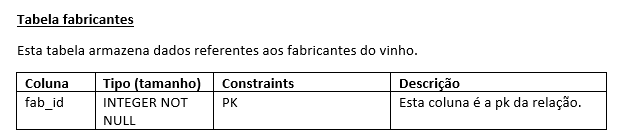 Tabela fabricantes
Esta tabela armazena dados referentes aos fabricantes do vinho.
Coluna Tipo (tamanho) Constraints Descrição
fab_id INTEGER NOT NULL PK Esta coluna é a pk da relação.